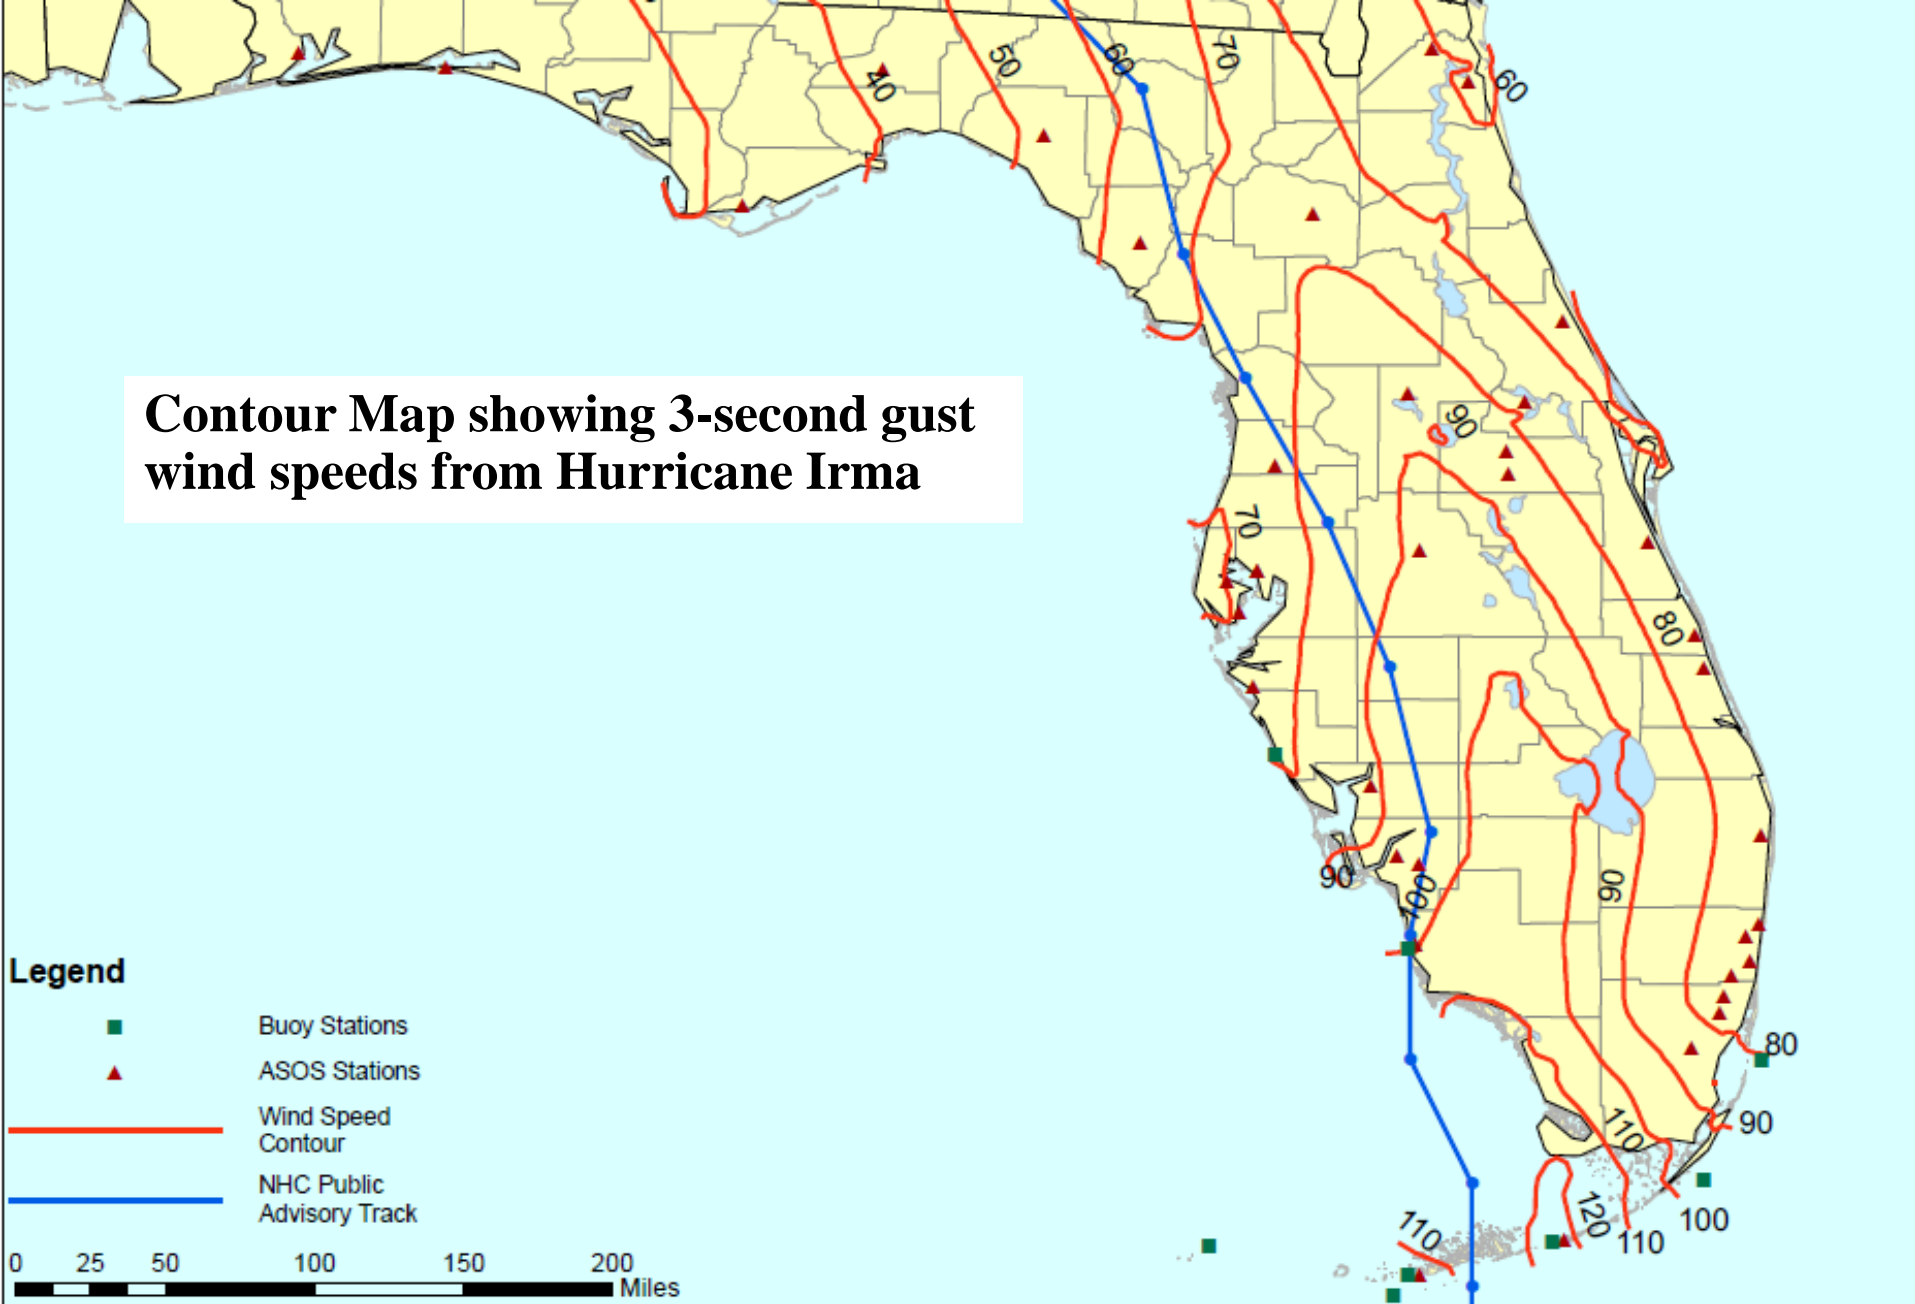 50
60
70
40
60
Contour Map showing 3-second gust
wind speeds from Hurricane Irma
90
70
80
90
100
90
Legend
Buoy Stations
ASOS Stations
Wind Speed
Contour
NHC Public
Advisory Track
80
90
110
120
100
110
110
0 25 50 100 150 200
Miles